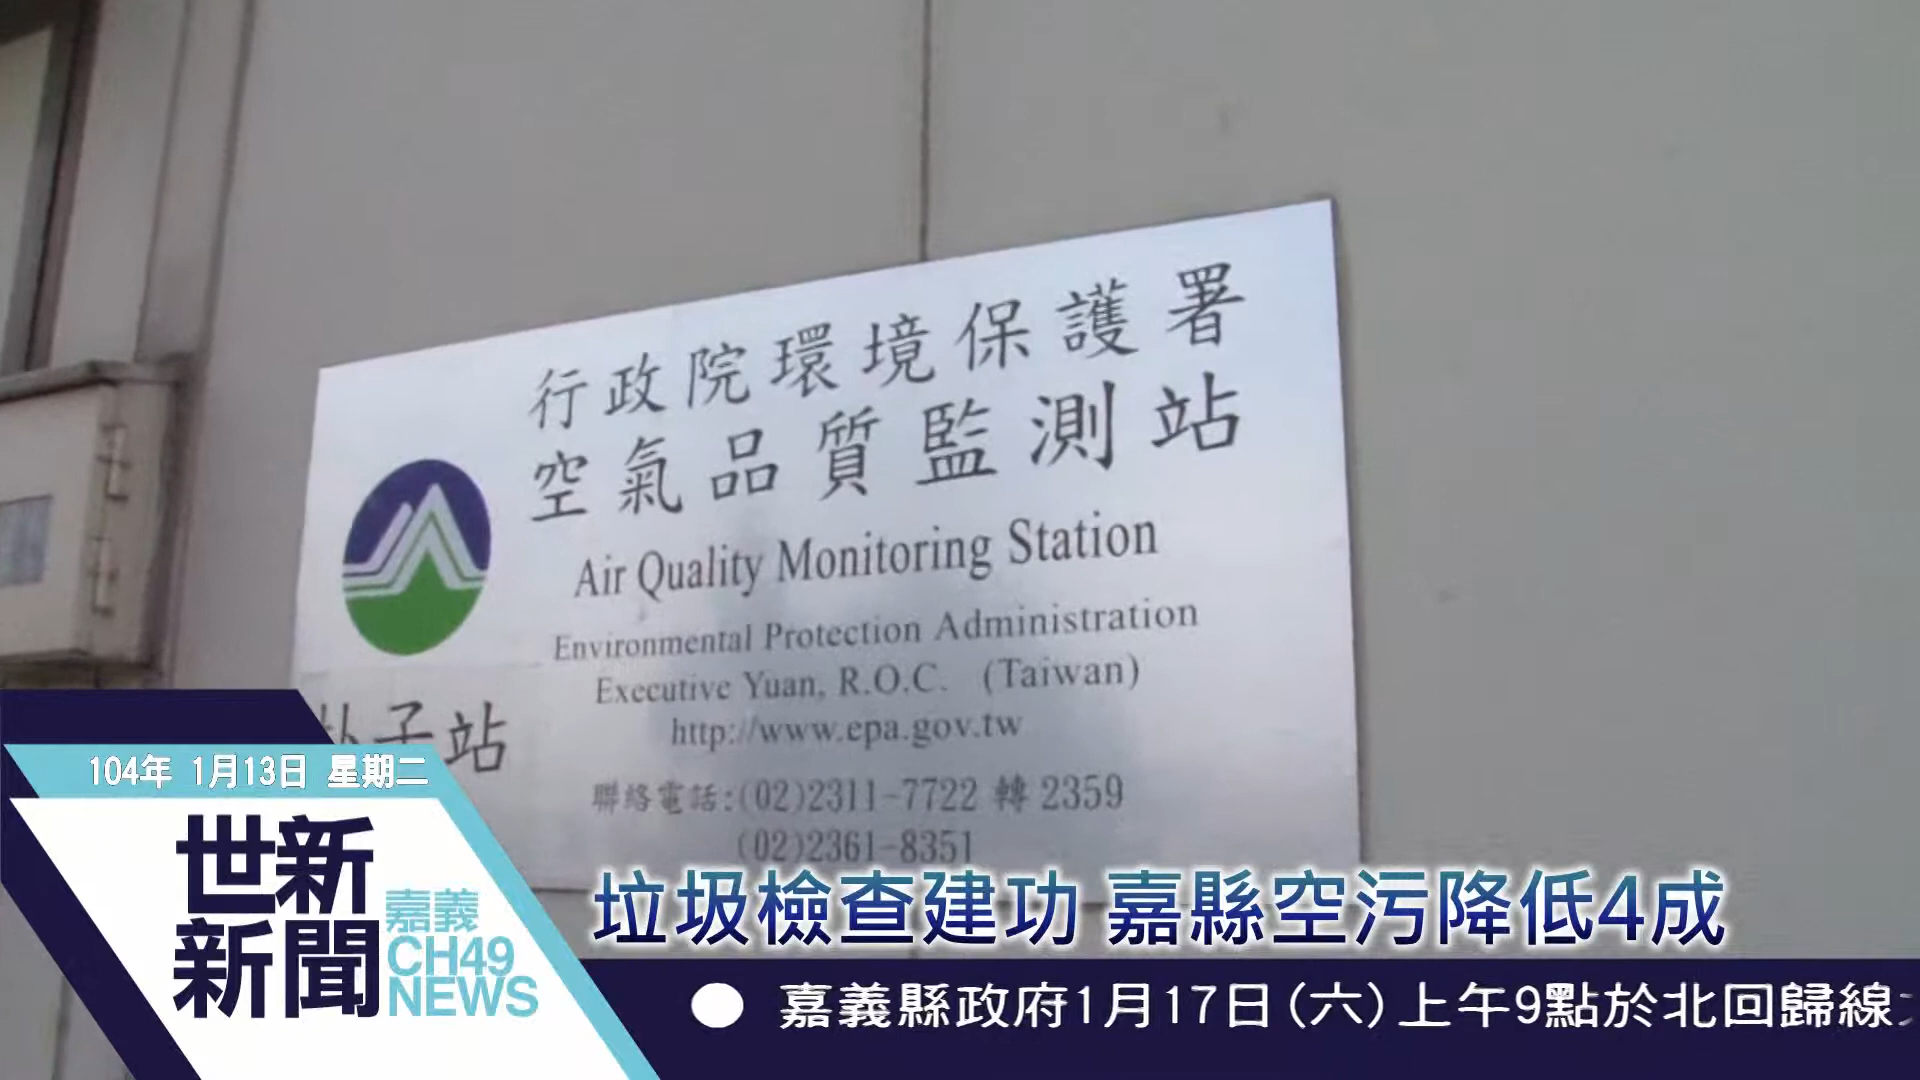 行政院環境保護署
空氣品質監測站
Air Quality Monitoring Station
Environmental Protection Administration
Executive Yuan, R.O.C. (Taiwan)
http://www.epa.gov.tw
聯絡電話:(02)2311-7722 轉 2359
(02)2361-8351
朴子站
104年 1月13日 星期二
世新
新聞
嘉義
CH49
NEWS
垃圾檢查建功 嘉縣空污降低4成
● 嘉義縣政府1月17日(六)上午9點於北回歸線